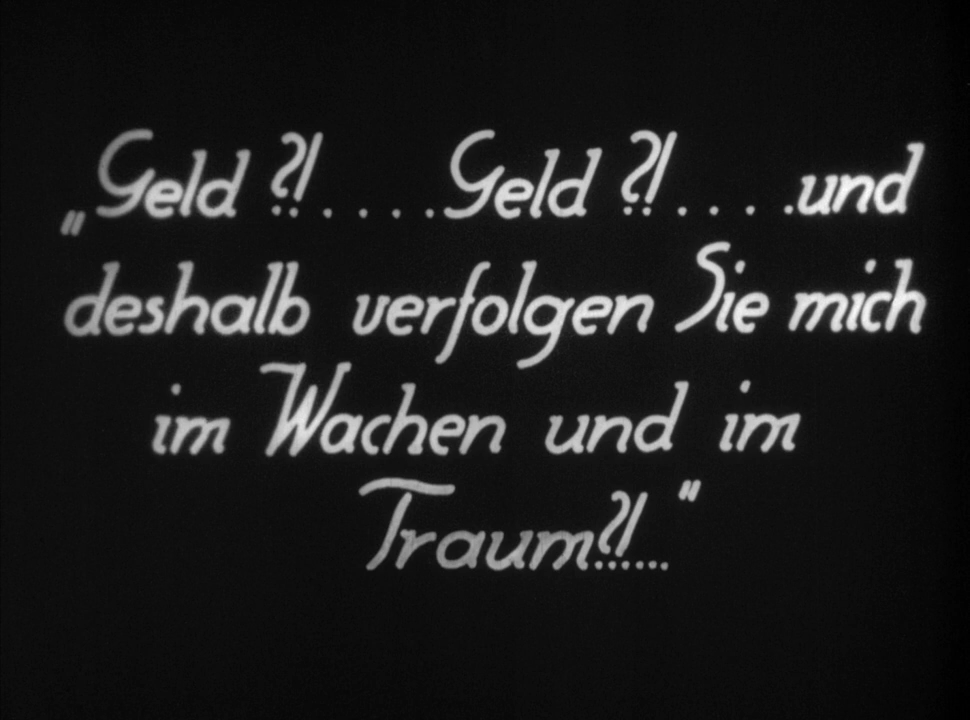 „Geld ?!. . . .Geld ?!. . . .und
deshalb verfolgen Sie mich
im Wachen und im
Traum?!..."